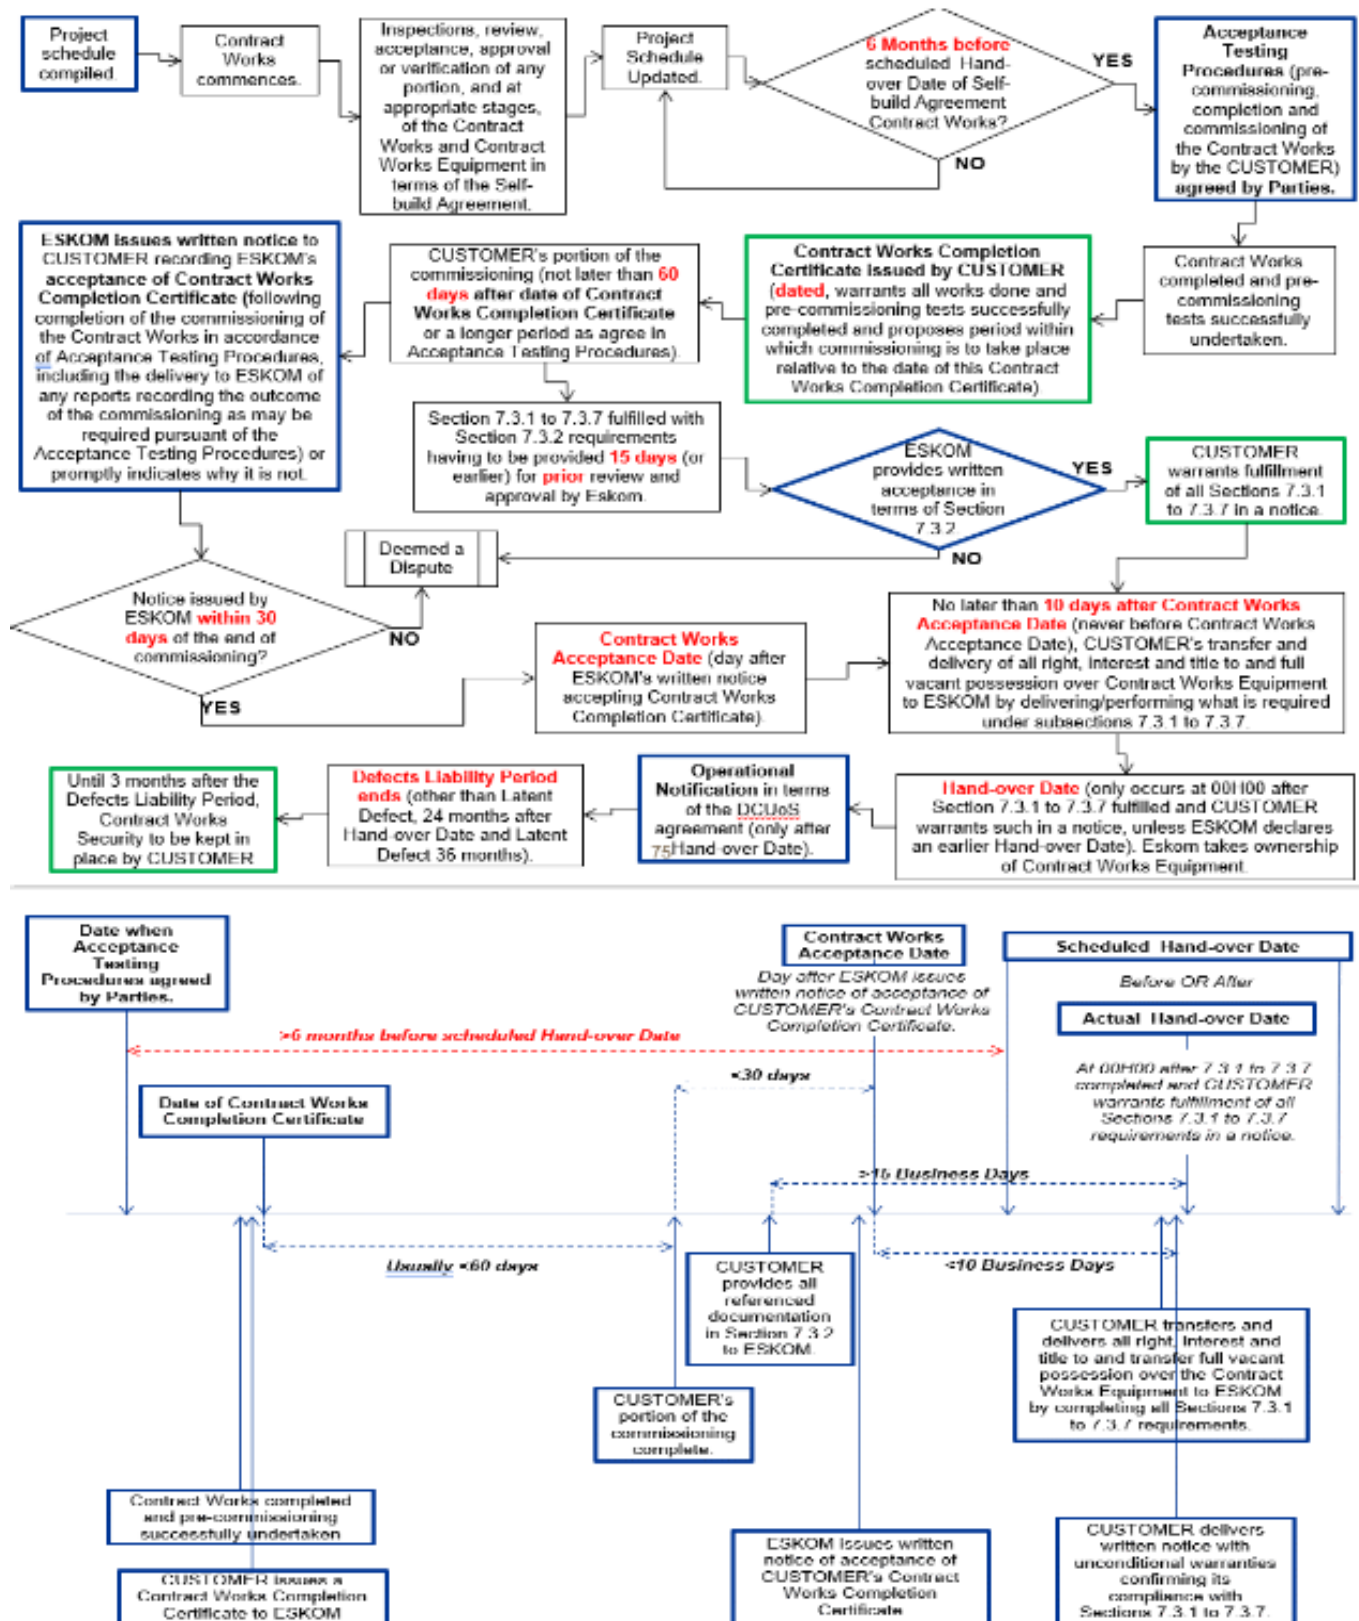 Project
schedule
compiled.
Contract
Works
commences.
Inspections, review,
acceptance, approval
or verification of any
portion, and at
appropriate stages,
of the Contract
Works and Contract
Works Equipment in
terms of the Self-
build Agreement.
Project
Schedule
Updated.
6 Months before
scheduled Hand-
over Date of Self-
build Agreement
Contract Works?
YES
NO
Acceptance
Testing
Procedures (pre-
commissioning,
completion and
commissioning of
the Contract Works
by the CUSTOMER)
agreed by Parties.
ESKOM issues written notice to
CUSTOMER recording ESKOM's
acceptance of Contract Works
Completion Certificate (following
completion of the commissioning of
the Contract Works in accordance
of Acceptance Testing Procedures,
including the delivery to ESKOM of
any reports recording the outcome
of the commissioning as may be
required pursuant of the
Acceptance Testing Procedures) or
promptly indicates why it is not.
CUSTOMER's portion of the
commissioning (not later than 60
days after date of Contract
Works Completion Certificate
or a longer period as agree in
Acceptance Testing Procedures).
Contract Works Completion
Certificate issued by CUSTOMER
(dated, warrants all works done and
pre-commissioning tests successfully
completed and proposes period within
which commissioning is to take place
relative to the date of this Contract
Works Completion Certificate).
Contract Works
completed and pre-
commissioning
tests successfully
undertaken.
Section 7.3.1 to 7.3.7 fulfilled with
Section 7.3.2 requirements
having to be provided 15 days (or
earlier) for prior review and
approval by Eskom.
ESKOM
provides written
acceptance in
terms of Section
7.3.2
YES
NO
CUSTOMER
warrants fulfillment
of all Sections 7.3.1
to 7.3.7 in a notice.
Deemed a
Dispute
Notice issued by
ESKOM within 30
days of the end of
commissioning?
NO
YES
Contract Works
Acceptance Date (day after
ESKOM's written notice
accepting Contract Works
Completion Certificate).
No later than 10 days after Contract Works
Acceptance Date (never before Contract Works
Acceptance Date), CUSTOMER's transfer and
delivery of all right, interest and title to and full
vacant possession over Contract Works Equipment
to ESKOM by delivering/performing what is required
under subsections 7.3.1 to 7.3.7.
Until 3 months after the
Defects Liability Period,
Contract Works
Security to be kept in
place by CUSTOMER
Defects Liability Period
ends (other than Latent
Defect, 24 months after
Hand-over Date and Latent
Defect 36 months).
Operational
Notification in terms
of the DCUoS
agreement (only after
75Hand-over Date).
Hand-over Date (only occurs at 00H00 after
Section 7.3.1 to 7.3.7 fulfilled and CUSTOMER
warrants such in a notice, unless ESKOM declares
an earlier Hand-over Date). Eskom takes ownership
of Contract Works Equipment.
Date when
Acceptance
Testing
Procedures agreed
by Parties.
Contract Works
Acceptance Date
Day after ESKOM issues
written notice of acceptance of
CUSTOMER's Contract Works
Completion Certificate.
Scheduled Hand-over Date
Before OR After
Actual Hand-over Date
At 00H00 after 7.3.1 to 7.3.7
completed and CUSTOMER
warrants fulfillment of all
Sections 7.3.1 to 7.3.7
requirements in a notice.
>6 months before scheduled Hand-over Date
<30 days
Date of Contract Works
Completion Certificate
>15 Business Days
Usually <60 days
<10 Business Days
CUSTOMER
provides all
referenced
documentation
in Section 7.3.2
to ESKOM.
CUSTOMER transfers and
delivers all right, interest and
title to and transfer full vacant
possession over the Contract
Works Equipment to ESKOM
by completing all Sections 7.3.1
to 7.3.7 requirements.
CUSTOMER's
portion of the
commissioning
complete.
Contract Works completed
and pre-commissioning
successfully undertaken
CUSTOMER issues a
Contract Works Completion
Certificate to ESKOM
ESKOM issues written
notice of acceptance of
CUSTOMER's Contract
Works Completion
Certificate
CUSTOMER delivers
written notice with
unconditional warranties
confirming its
compliance with
Sections 7.3.1 to 7.3.7.